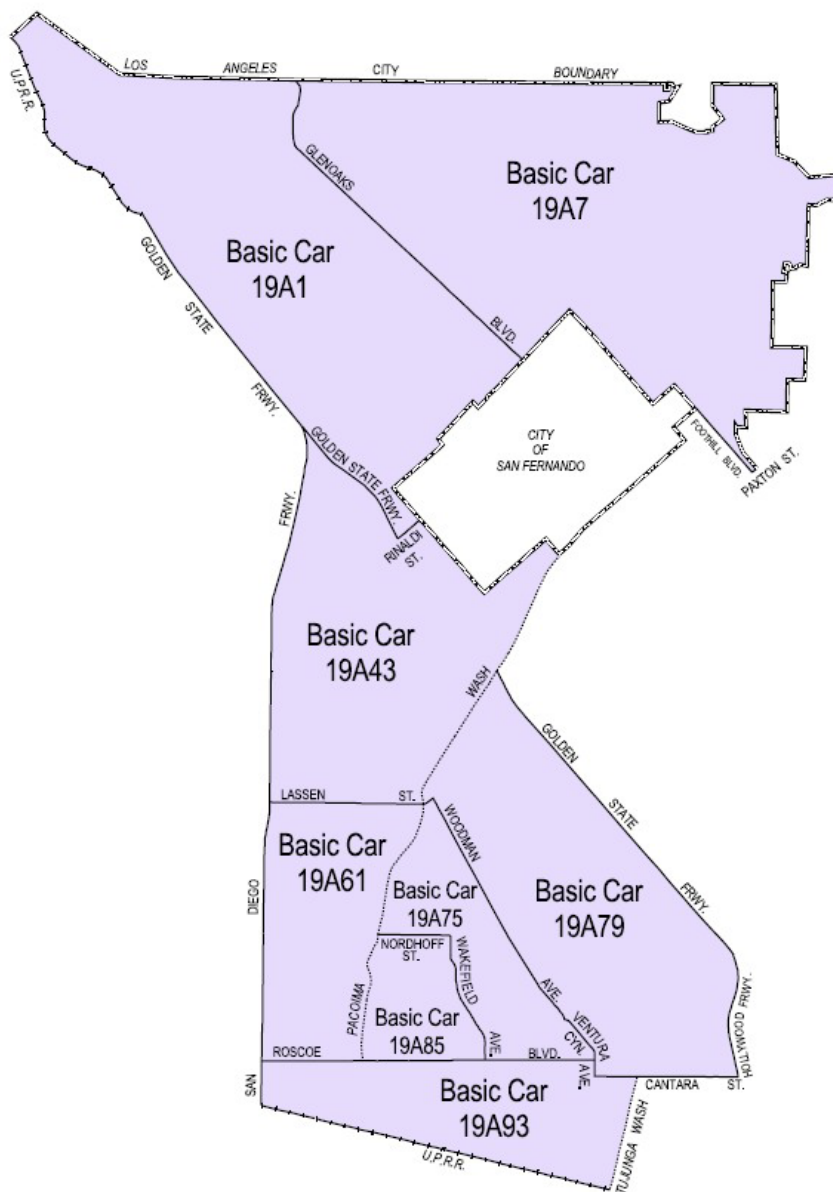 LOS ANGELES CITY BOUNDARY
U.P.R.R.
GLENOAKS BLVD.
Basic Car
19A7
Basic Car
19A1
GOLDEN STATE FRWY.
GOLDEN STATE FRWY.
CITY
OF
SAN FERNANDO
FOOTHILL BLVD.
PAXTON ST.
RINALDI
ST.
FRWY.
Basic Car
19A43
WASH
GOLDEN STATE FRWY.
LASSEN ST.
WOODMAN AVE.
Basic Car
19A61
Basic Car
19A75
Basic Car
19A79
DIEGO
NORDHOFF
ST.
WAKEFIELD AVE.
PACOIMA
Basic Car
19A85
VENTURA
CYN.
AVE.
HOLLYWOOD FRWY.
ROSCOE BLVD.
CANTARA ST.
SAN
Basic Car
19A93
U.P.R.R.
TUJUNGA WASH